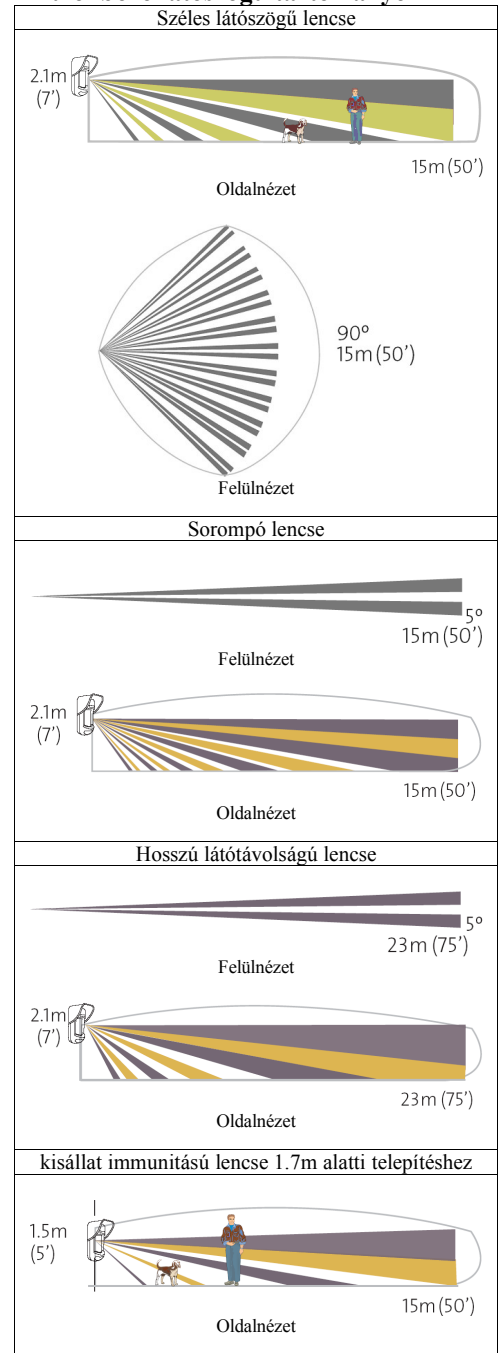 Széles látószögű lencse
2.1m
(7')
15m (50')
Oldalnézet
90º
15m (50')
Felülnézet
Sorompó lencse
5º
15m (50')
Felülnézet
2.1m
(7')
15m (50')
Oldalnézet
Hosszú látótávolságú lencse
5º
23m (75')
Felülnézet
2.1m
(7')
23m (75')
Oldalnézet
kisállat immunitású lencse 1.7m alatti telepítéshez
1.5m
(5')
15m (50')
Oldalnézet